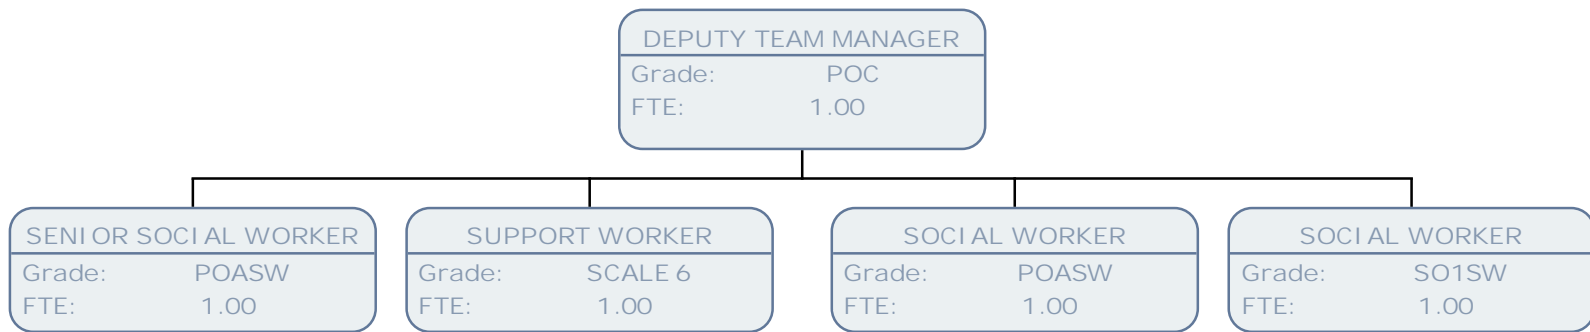 DEPUTY TEAM MANAGER
Grade: POC
FTE: 1.00
SENIOR SOCIAL WORKER
Grade: POASW
FTE: 1.00
SUPPORT WORKER
Grade: SCALE 6
FTE: 1.00
SOCIAL WORKER
Grade: POASW
FTE: 1.00
SOCIAL WORKER
Grade: SO1SW
FTE: 1.00